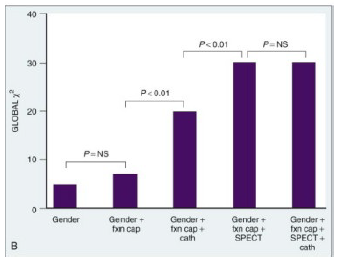 40
30
20
10
0
GLOBAL χ²
P=NS
P<0.01
P<0.01
P=NS
Gender
Gender +
fxn cap
Gender +
fxn cap +
cath
Gender +
fxn cap +
SPECT
Gender +
fxn cap +
SPECT +
cath
B